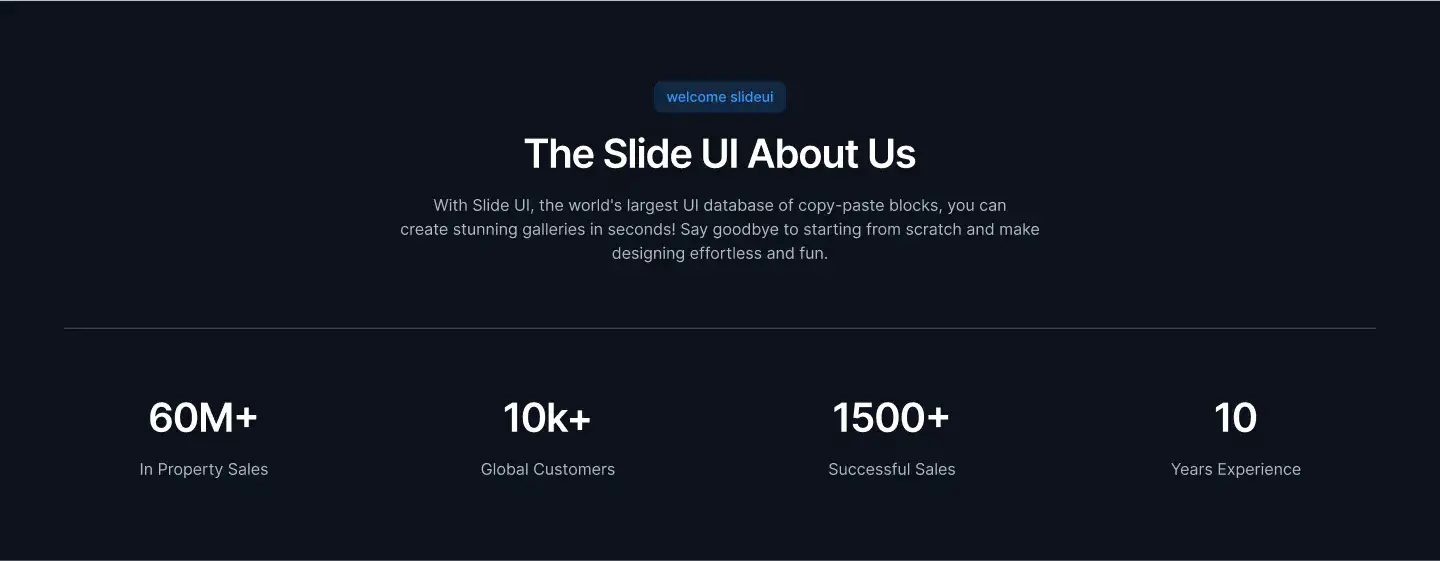 welcome slideui
The Slide UI About Us
With Slide UI, the world's largest UI database of copy-paste blocks, you can
create stunning galleries in seconds! Say goodbye to starting from scratch and make
designing effortless and fun.
60M+
In Property Sales
10k+
Global Customers
1500+
Successful Sales
10
Years Experience